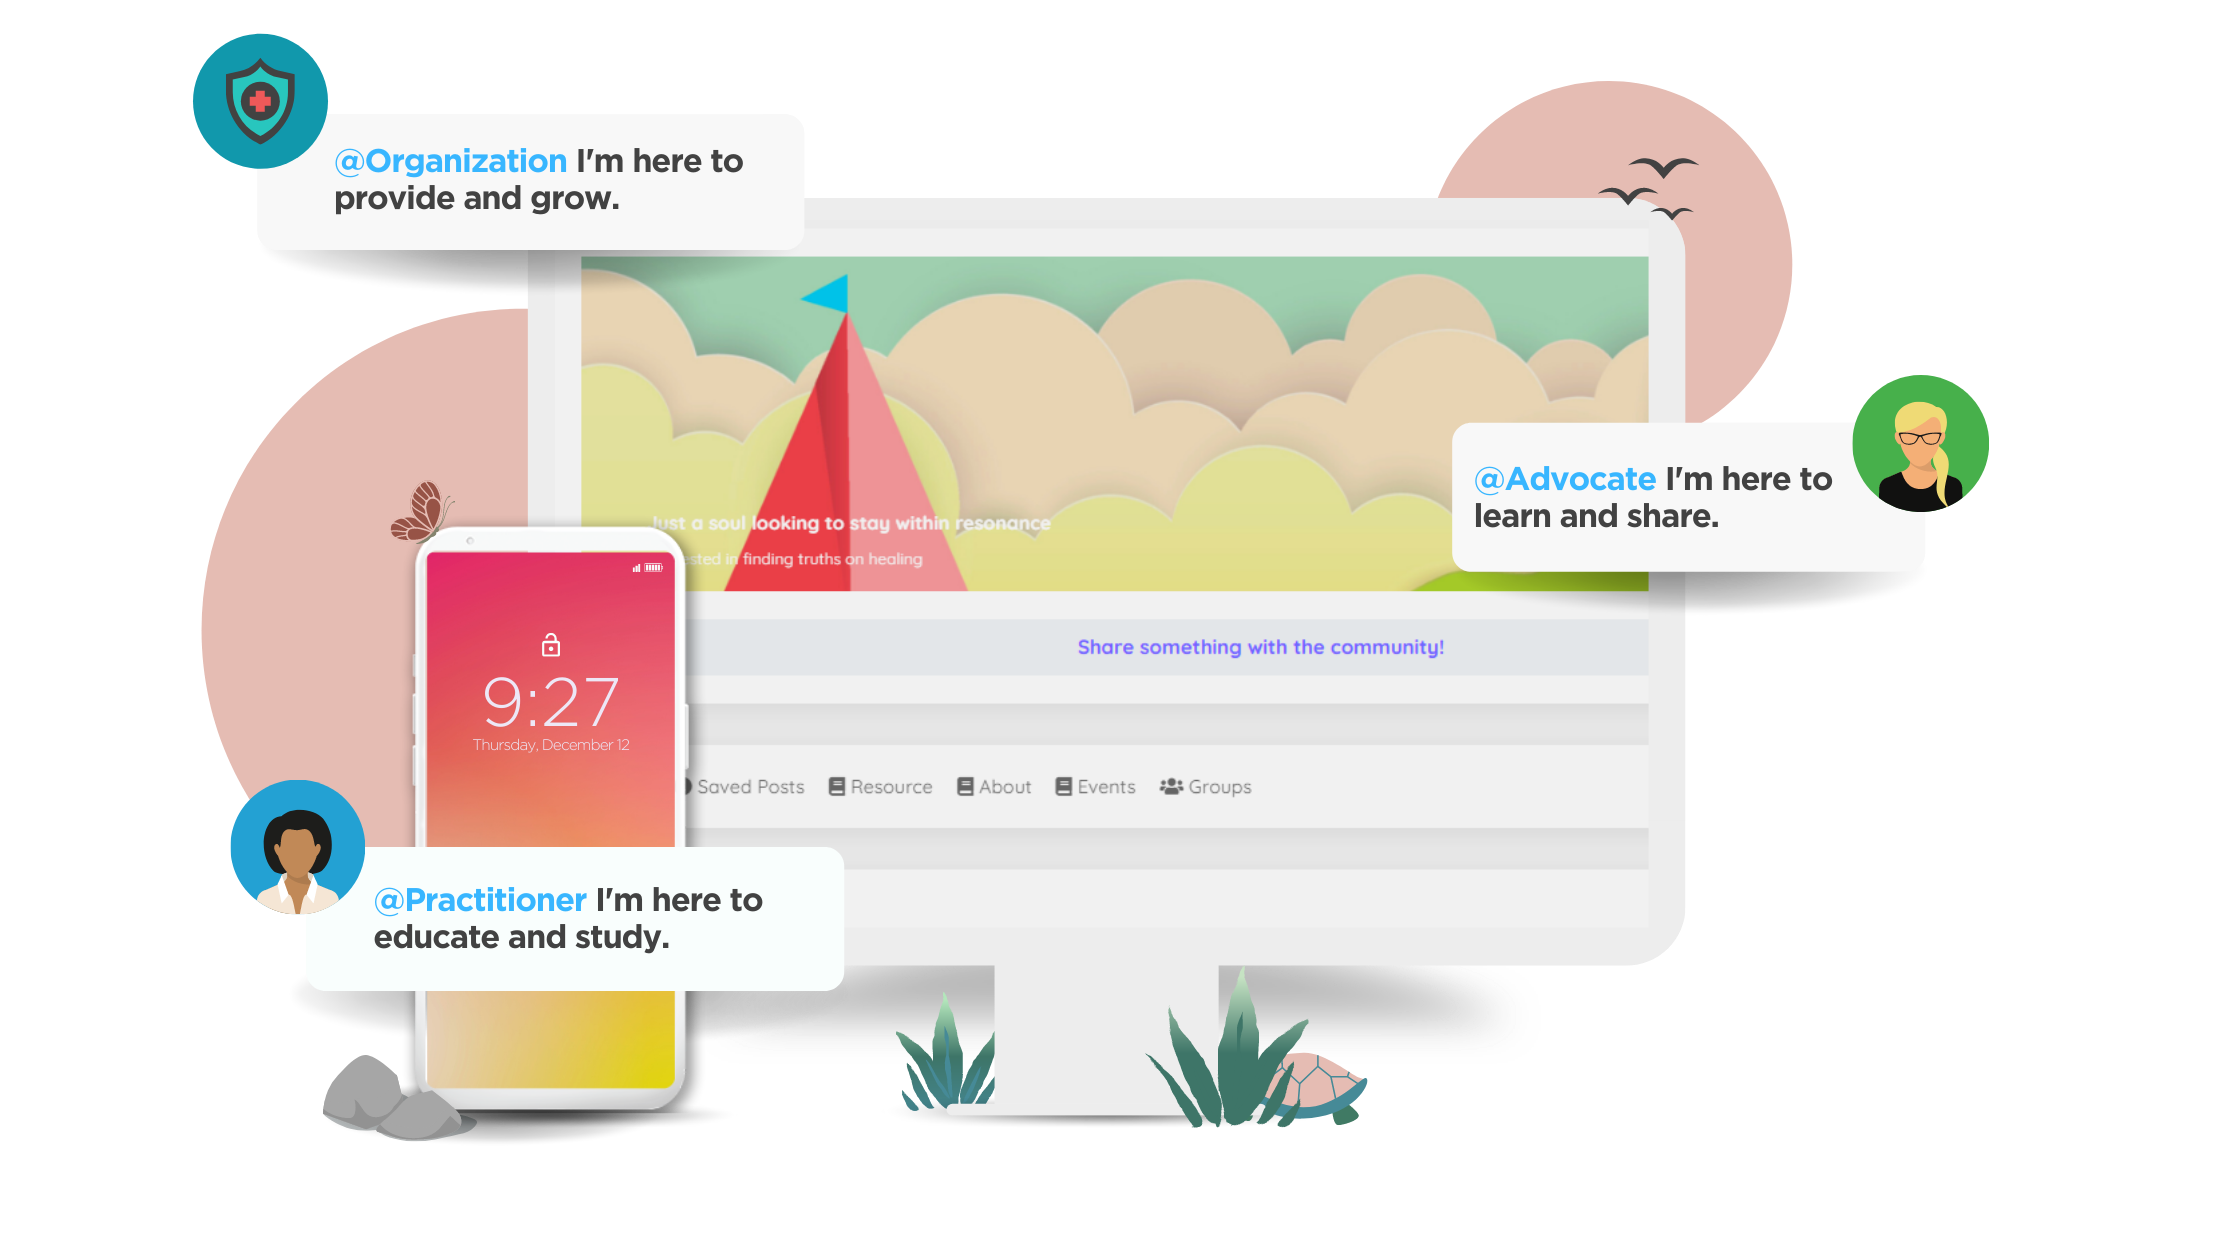 @Organization I'm here to
provide and grow.
@Advocate I'm here to
learn and share.
Just a soul looking to stay within resonance
in finding truths on healing
Share something with the community!
9:27
Thursday, December 12
Saved Posts Resource About Events Groups
@Practitioner I'm here to
educate and study.